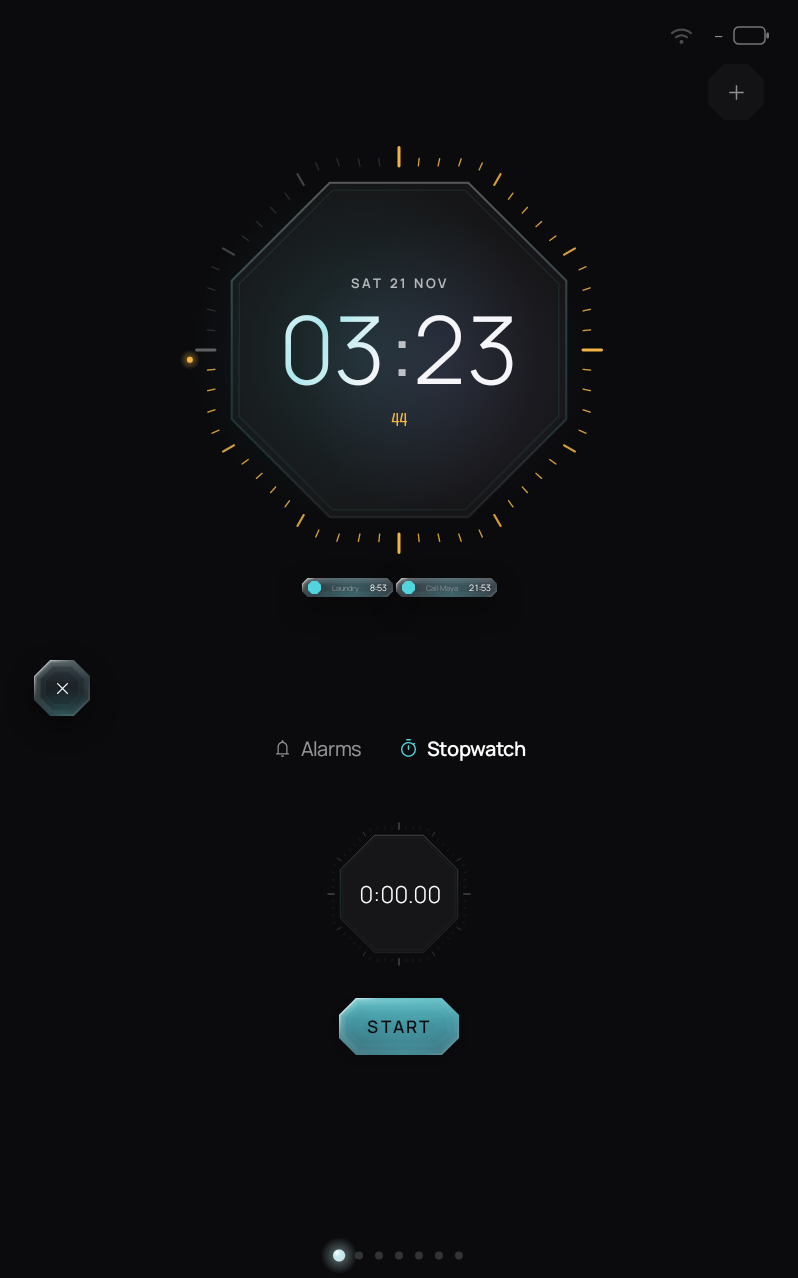 –
+
SAT 21 NOV
03:23
44
Laundry 8:53 Call Maya 21:53
Alarms Stopwatch
0:00.00
START